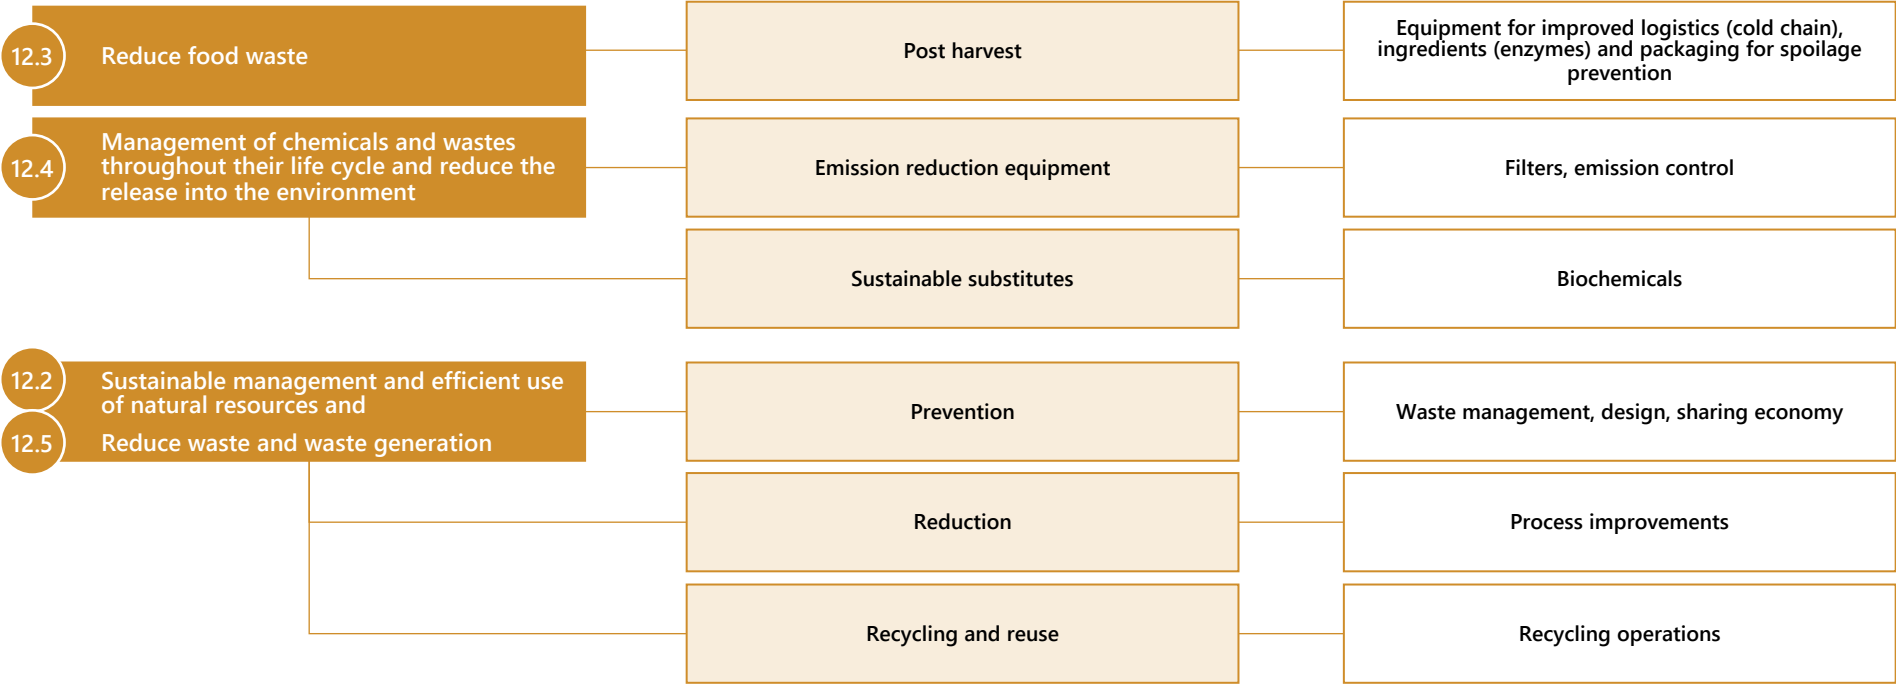 12.3
Reduce food waste
Post harvest
Equipment for improved logistics (cold chain),
ingredients (enzymes) and packaging for spoilage
prevention
12.4
Management of chemicals and wastes
throughout their life cycle and reduce the
release into the environment
Emission reduction equipment
Filters, emission control
Sustainable substitutes
Biochemicals
12.2
Sustainable management and efficient use
of natural resources and
12.5
Reduce waste and waste generation
Prevention
Waste management, design, sharing economy
Reduction
Process improvements
Recycling and reuse
Recycling operations